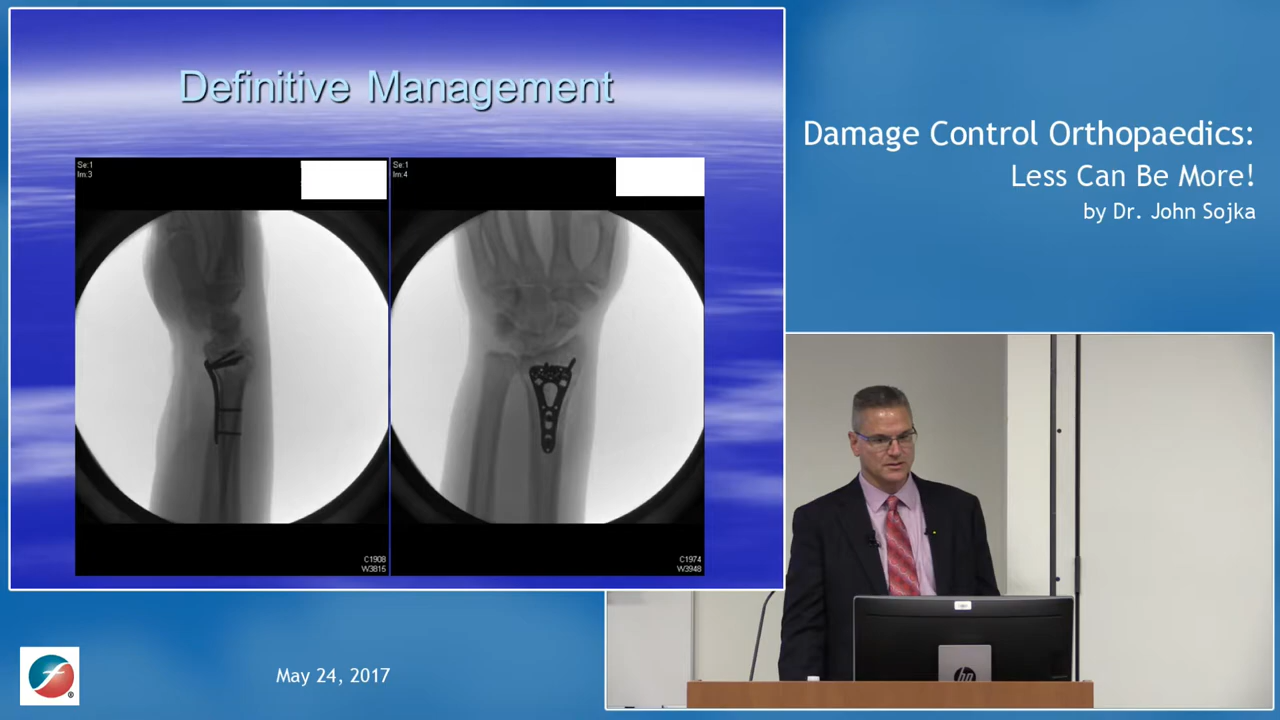 Definitive Management
Se:1
Im:3
Se:1
Im:4
C1908
W3815
C1974
W3948
Damage Control Orthopaedics:
Less Can Be More!
by Dr. John Sojka
May 24, 2017
®
hp